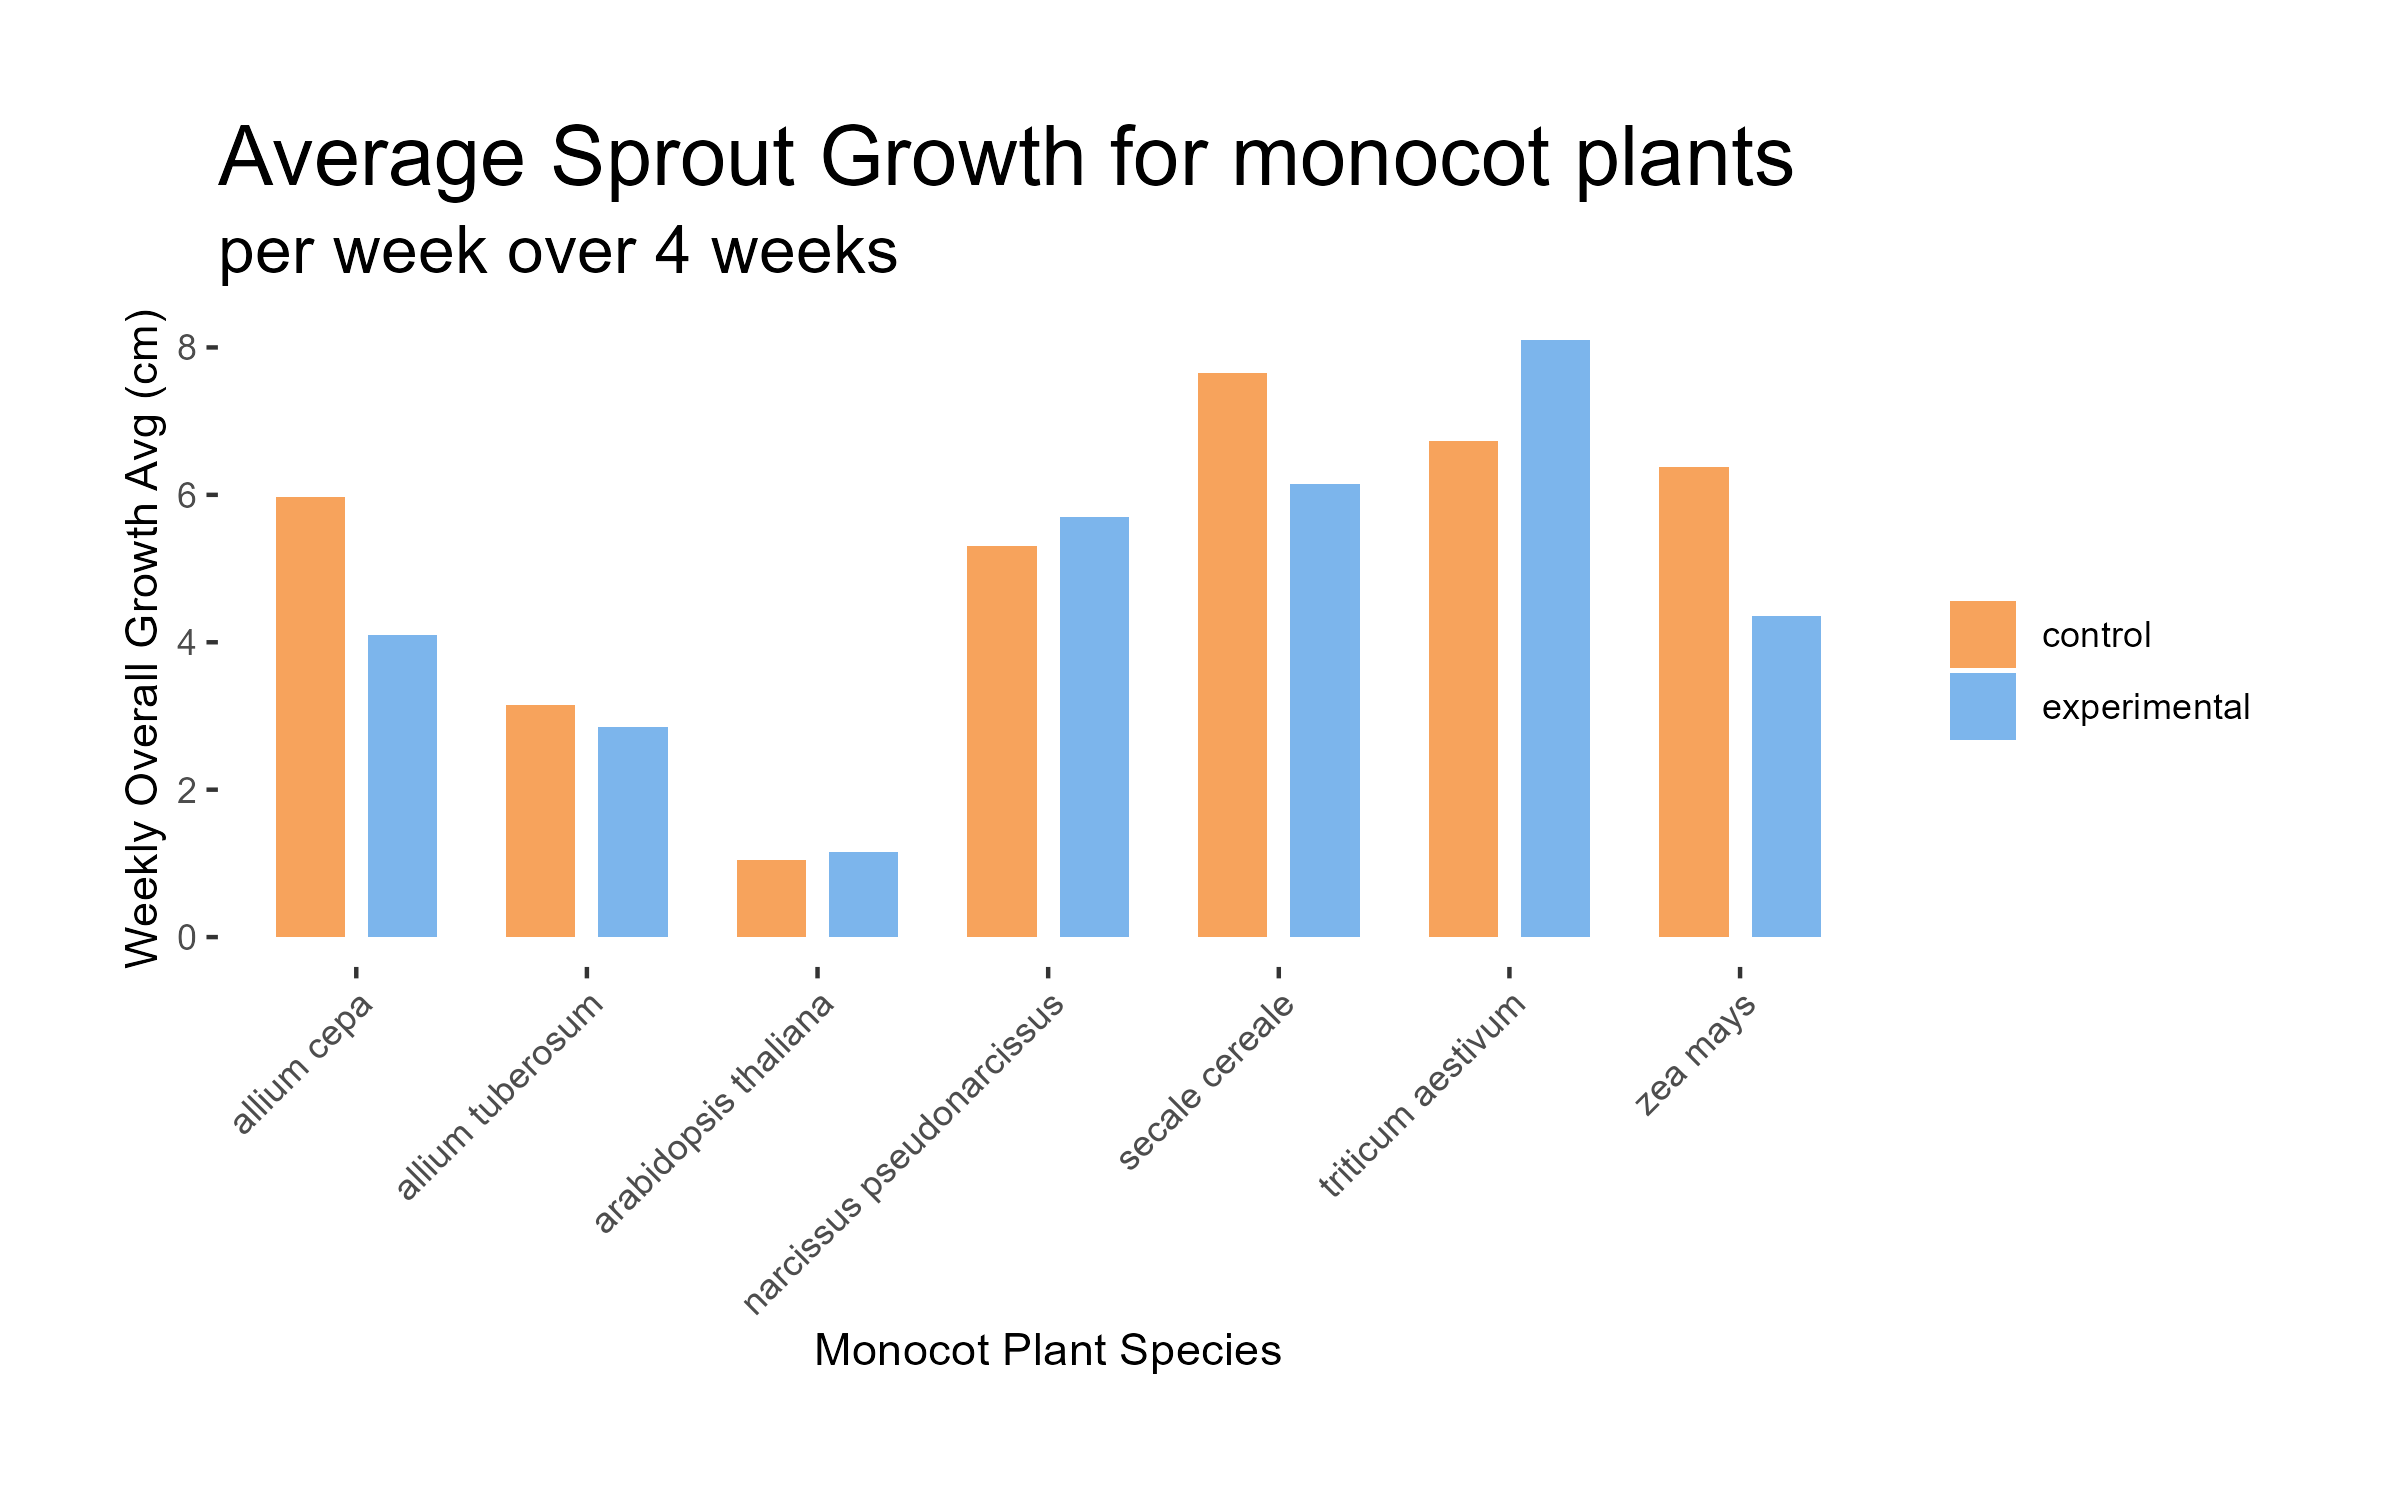 Average Sprout Growth for monocot plants
per week over 4 weeks
Weekly Overall Growth Avg (cm)
8
6
4
2
0
allium cepa
allium tuberosum
arabidopsis thaliana
narcissus pseudonarcissus
secale cereale
triticum aestivum
zea mays
Monocot Plant Species
control
experimental